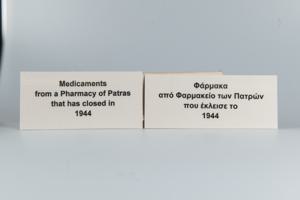 Medicaments
from a Pharmacy of Patras
that has closed in
1944
Φάρμακα
από Φαρμακείο των Πατρών
που έκλεισε το
1944